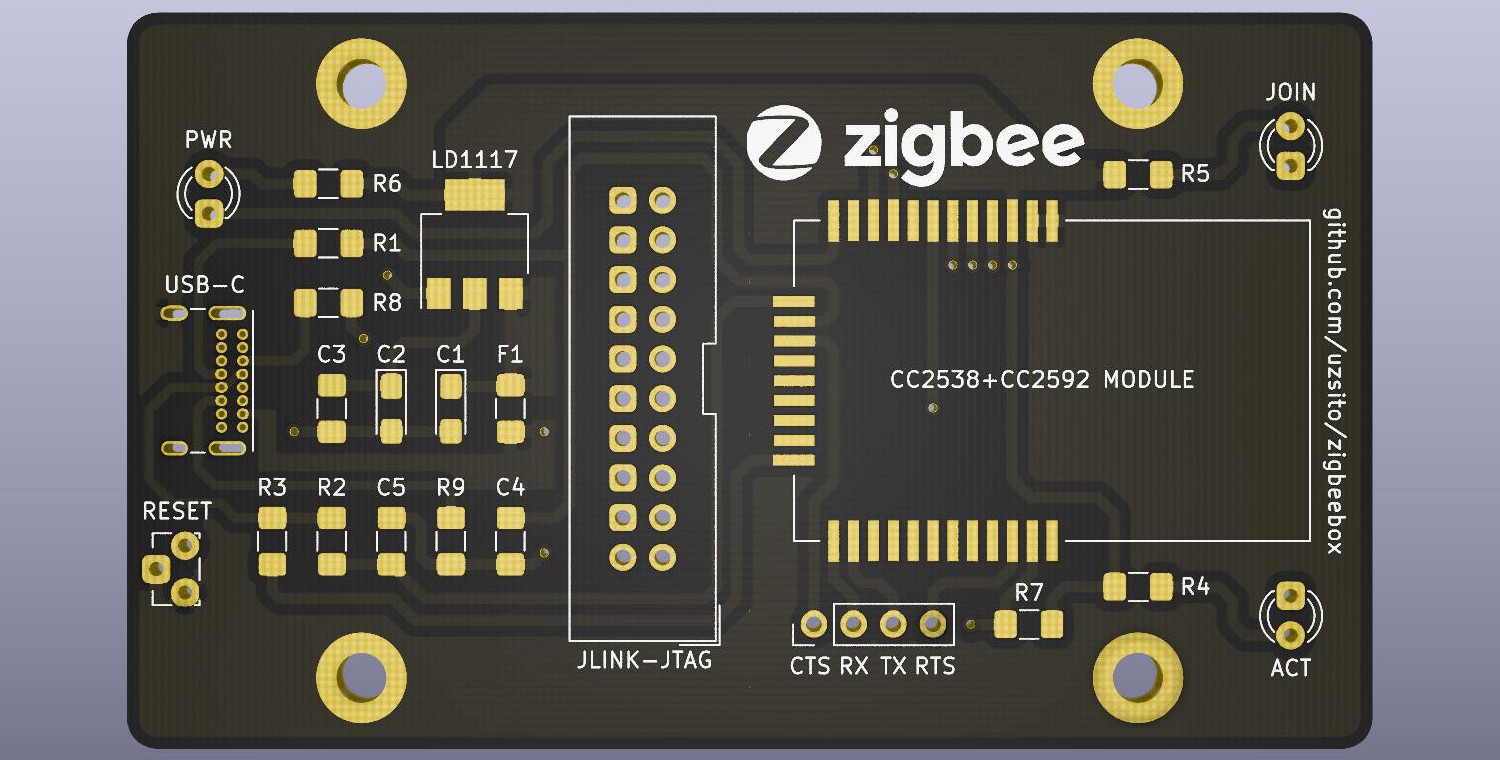 JOIN
PWR
zigbee
LD1117
R6
R5
R1
USB-C
R8
github.com/uzsito/zigbeebox
C3 C2 C1 F1
CC2538+CC2592 MODULE
R3 R2 C5 R9 C4
RESET
R7
R4
JLINK-JTAG
CTS RX TX RTS
ACT